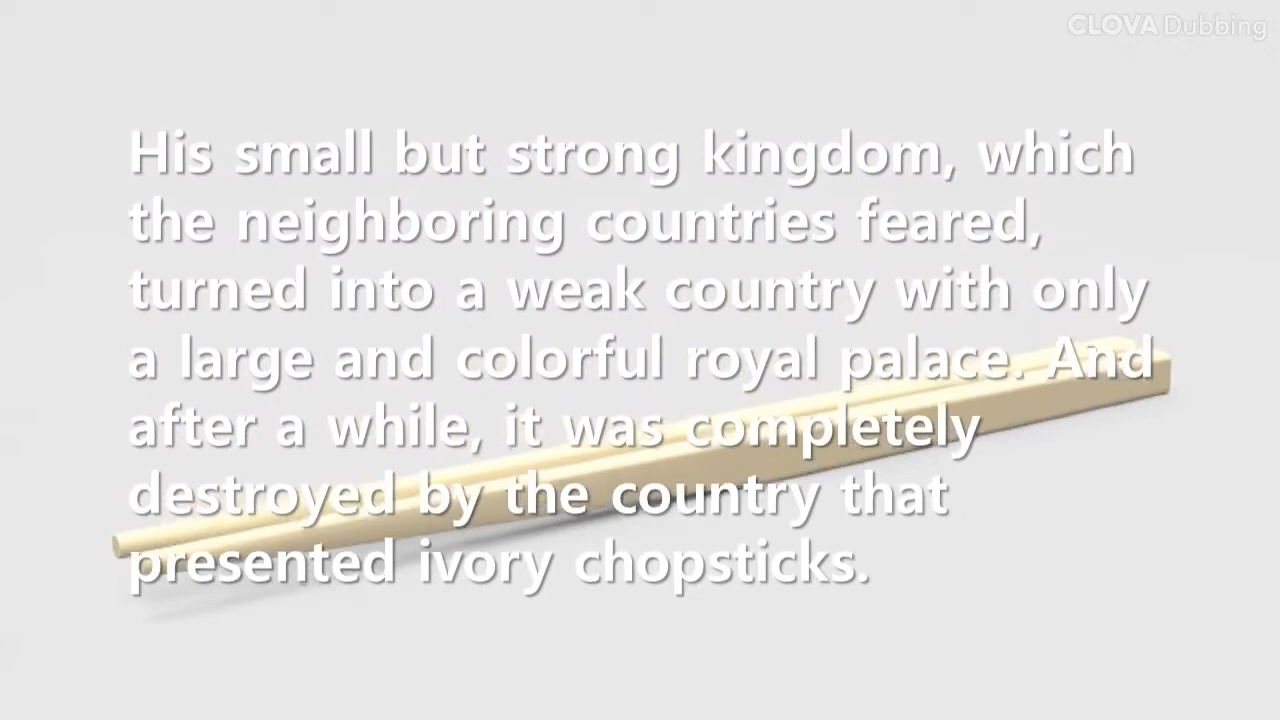 CLOVA Dubbing
His small but strong kingdom, which
the neighboring countries feared,
turned into a weak country with only
a large and colorful royal palace. And
after a while, it was completely
destroyed by the country that
presented ivory chopsticks.